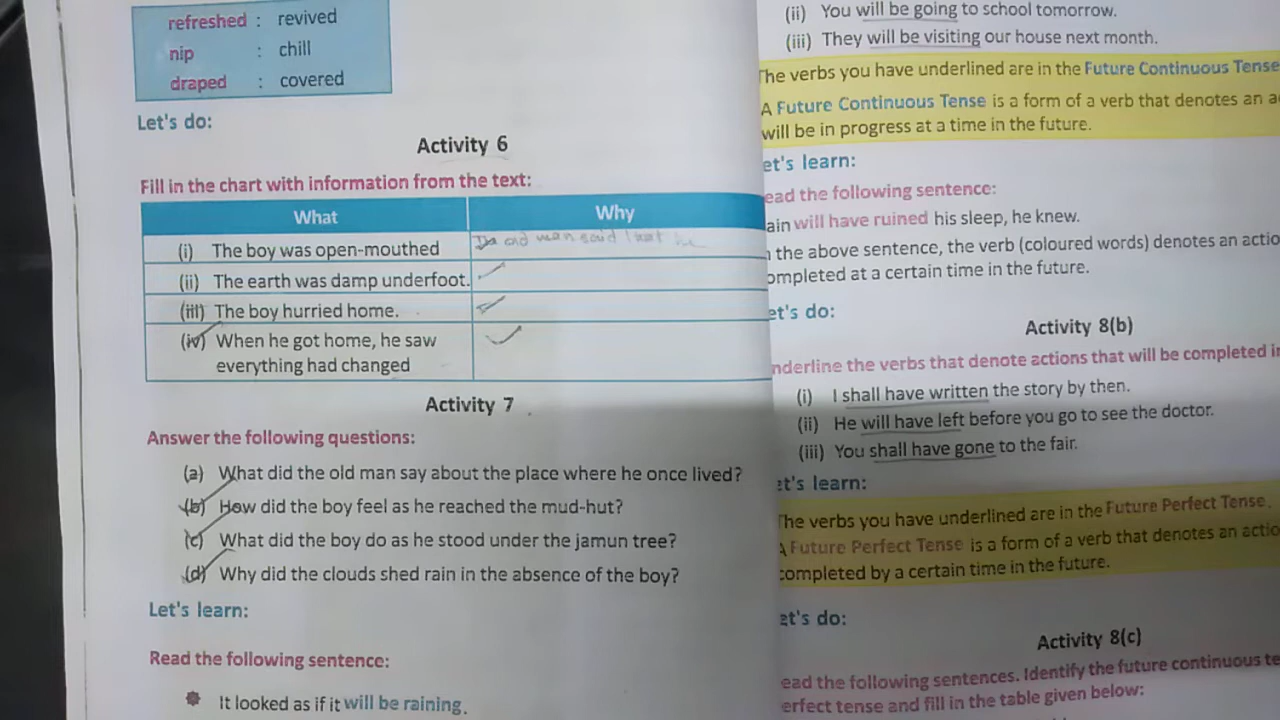 refreshed : revived
nip : chill
draped : covered
Let's do:
Activity 6
Fill in the chart with information from the text:
What Why
(i) The boy was open-mouthed
old man said that he
(ii) The earth was damp underfoot.
(iii) The boy hurried home.
(iv) When he got home, he saw
everything had changed
Activity 7
Answer the following questions:
(a) What did the old man say about the place where he once lived?
(b) How did the boy feel as he reached the mud-hut?
(c) What did the boy do as he stood under the jamun tree?
(d) Why did the clouds shed rain in the absence of the boy?
Let's learn:
Read the following sentence:
It looked as if it will be raining.
(ii) You will be going to school tomorrow.
(iii) They will be visiting our house next month.
The verbs you have underlined are in the Future Continuous Tense
A Future Continuous Tense is a form of a verb that denotes an a
will be in progress at a time in the future.
et's learn:
ead the following sentence:
ain will have ruined his sleep, he knew.
n the above sentence, the verb (coloured words) denotes an actio
ompleted at a certain time in the future.
et's do:
Activity 8(b)
nderline the verbs that denote actions that will be completed i
(i) I shall have written the story by then.
(ii) He will have left before you go to see the doctor.
(iii) You shall have gone to the fair.
et's learn:
The verbs you have underlined are in the Future Perfect Tense.
A Future Perfect Tense is a form of a verb that denotes an actio
completed by a certain time in the future.
et's do:
Activity 8(c)
ead the following sentences. Identify the future continuous te
erfect tense and fill in the table given below: